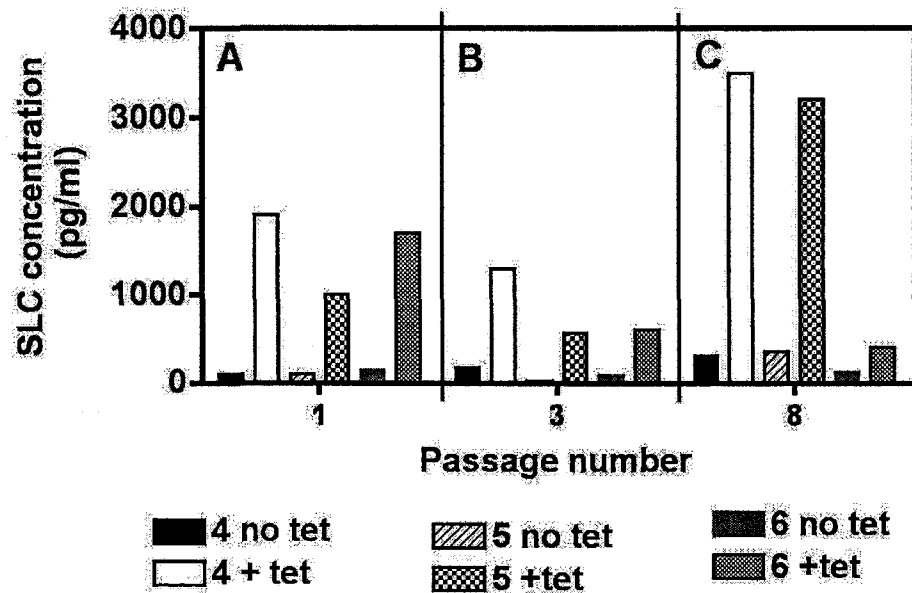 SLC concentration
(pg/ml)
4000
3000
2000
1000
0
A
B
C
1
3
8
Passage number
4 no tet
4 + tet
5 no tet
5 +tet
6 no tet
6 +tet